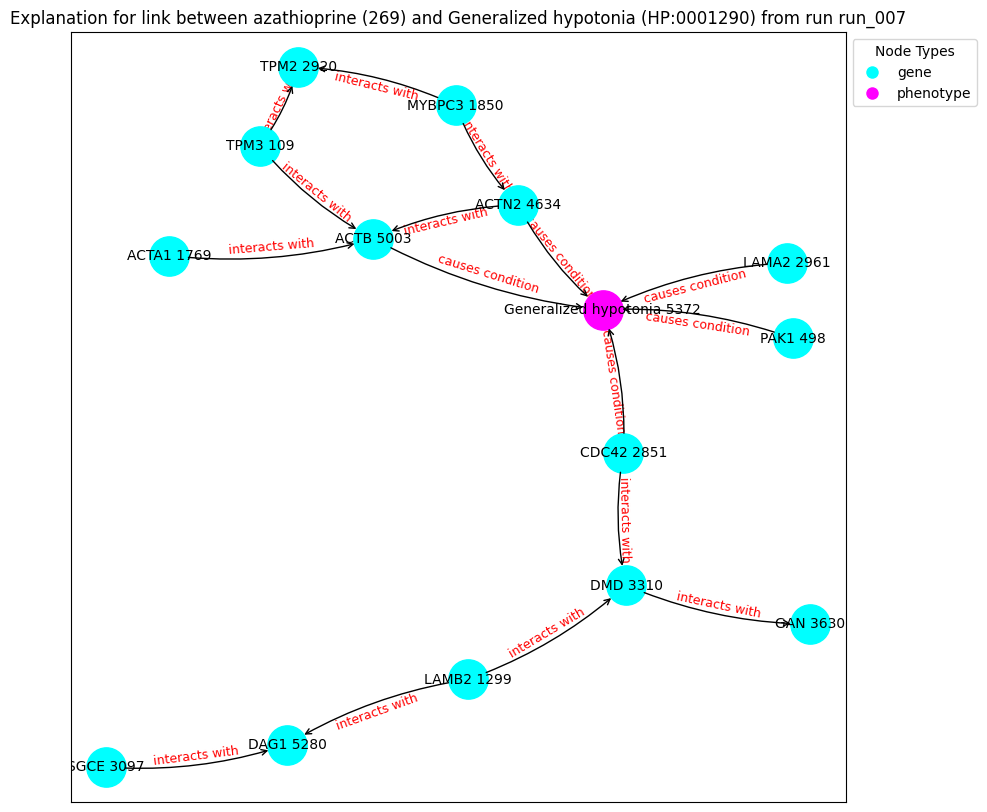 Explanation for link between azathioprine (269) and Generalized hypotonia (HP:0001290) from run run_007
Node Types
gene
phenotype
TPM2 2920
interacts with
MYBPC3 1850
TPM3 109
interacts with
interacts with
ACTN2 4634
interacts with
ACTB 5003
ACTA1 1769
interacts with
causes condition
causes condition
LAMA2 2961
causes condition
Generalized hypotonia 5372
causes condition
PAK1 498
causes condition
CDC42 2851
interacts with
DMD 3310
interacts with
GAN 3630
interacts with
LAMB2 1299
interacts with
DAG1 5280
interacts with
SGCE 3097